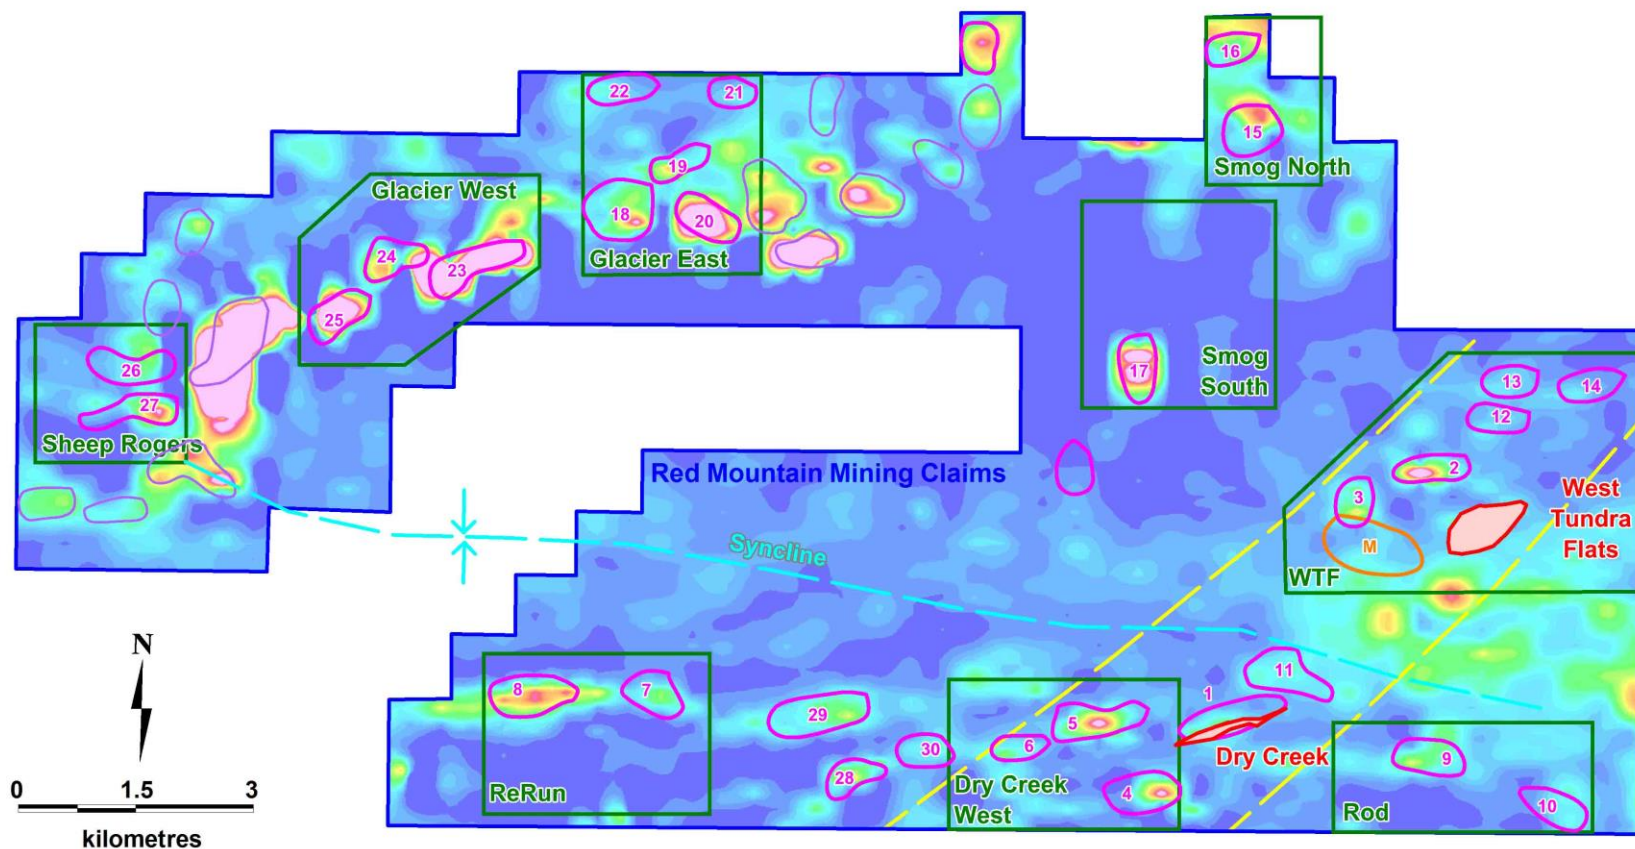 16
22
21
15
Smog North
19
Glacier West
18
20
24
23
Glacier East
25
Smog
South
17
26
27
Sheep Rogers
13
14
12
2
3
Red Mountain Mining Claims
West
Tundra
Flats
M
WTF
Syncline
N
11
1
8
7
29
5
6
30
Dry Creek
9
28
4
10
ReRun
Dry Creek
West
Rod
0 1.5 3
kilometres